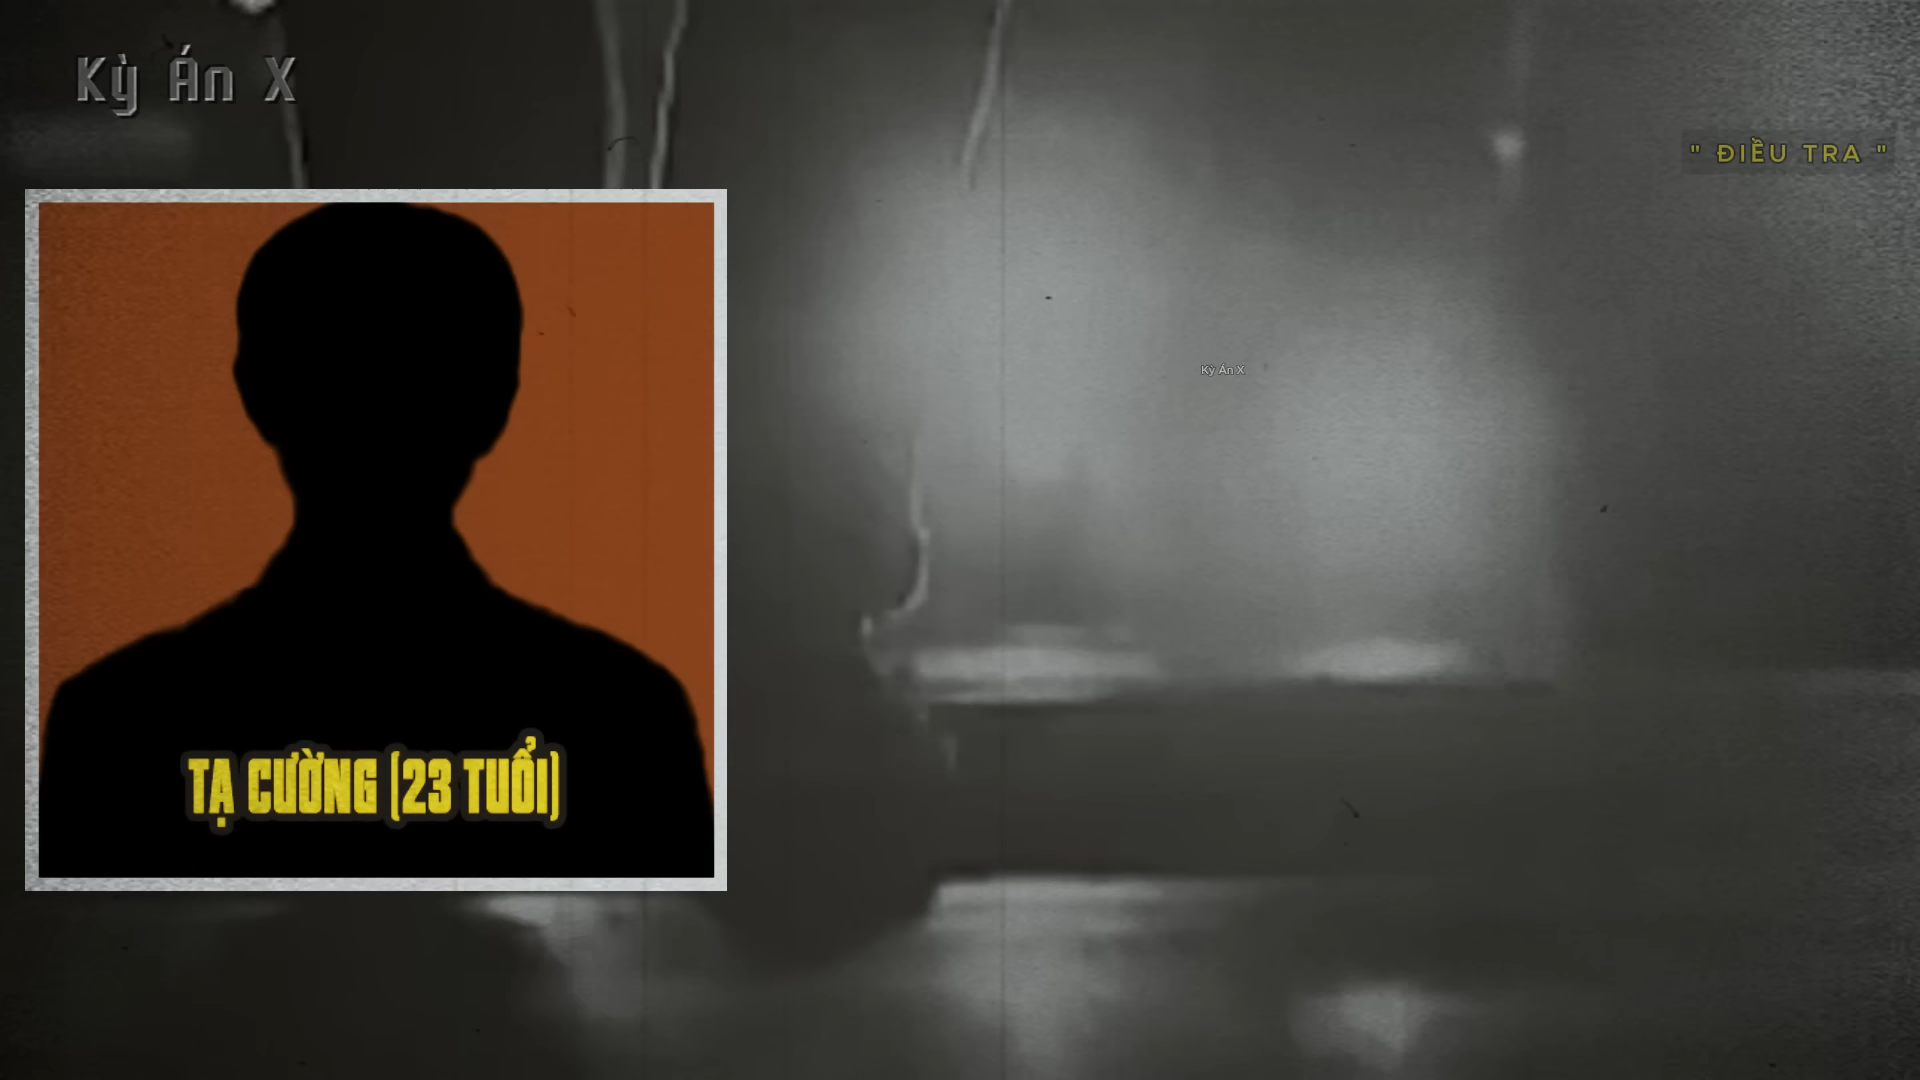 Kỳ Án X
" ĐIỀU TRA "
Kỳ Án X
TẠ CƯỜNG (23 TUỔI)